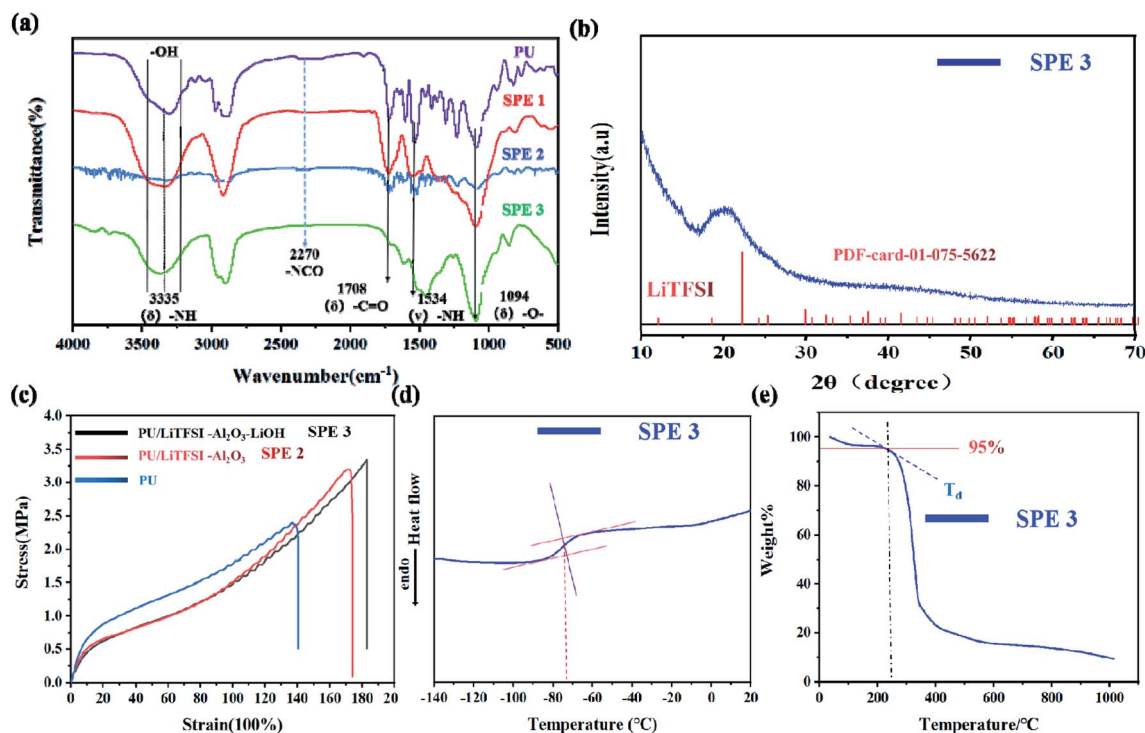 (a)
-OH
PU
SPE 1
SPE 2
SPE 3
2270
-NCO
3335
(δ) -NH
1708
(δ) -C=O
1534
(ν) -NH
1094
(δ) -O-
Transmittance(%)
4000 3500 3000 2500 2000 1500 1000 500
Wavenumber(cm⁻¹)
(b)
SPE 3
PDF-card-01-075-5622
LiTFSI
Intensity(a.u)
10 20 30 40 50 60 70
2θ（degree）
(c)
4.0
3.5
3.0
2.5
2.0
1.5
1.0
0.5
0.0
PU/LiTFSI -Al₂O₃-LiOH SPE 3
PU/LiTFSI -Al₂O₃ SPE 2
PU
Stress(MPa)
0 20 40 60 80 100 120 140 160 180 20
Strain(100%)
(d)
SPE 3
Heat flow
endo
-140 -120 -100 -80 -60 -40 -20 0 20
Temperature (℃)
(e)
100
80
60
40
20
0
95%
Td
SPE 3
Weight%
0 200 400 600 800 1000
Temperature/℃